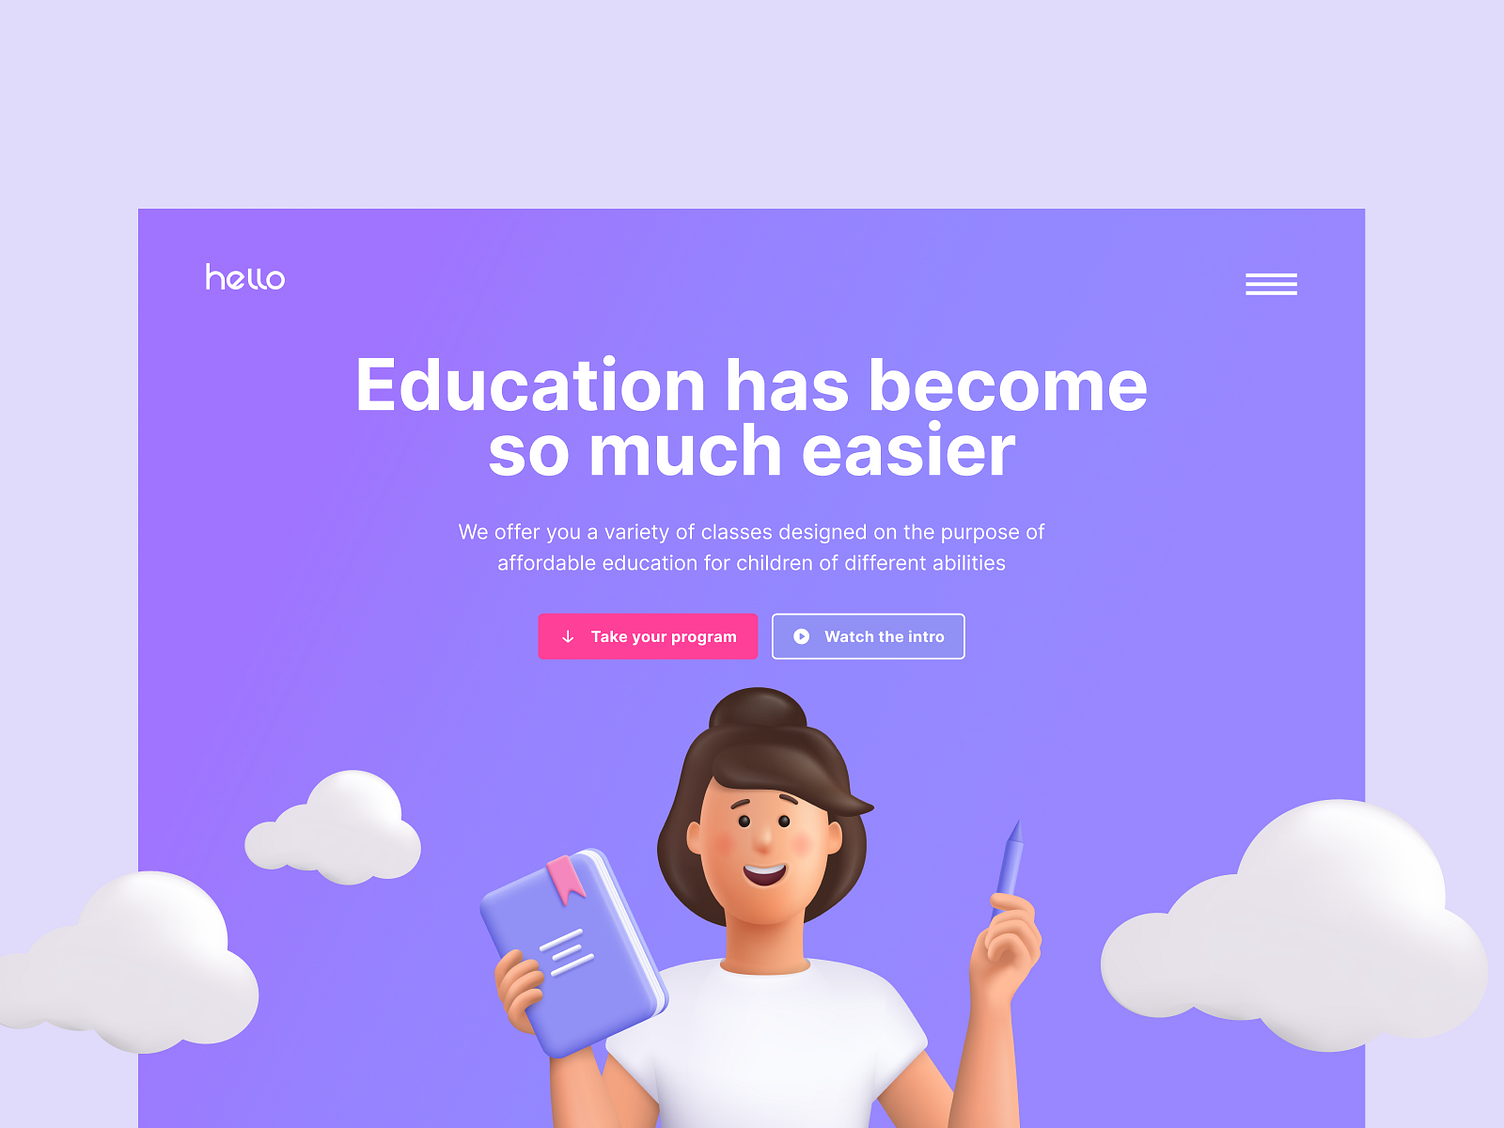 hello
Education has become
so much easier
We offer you a variety of classes designed on the purpose of
affordable education for children of different abilities
Take your program
Watch the intro